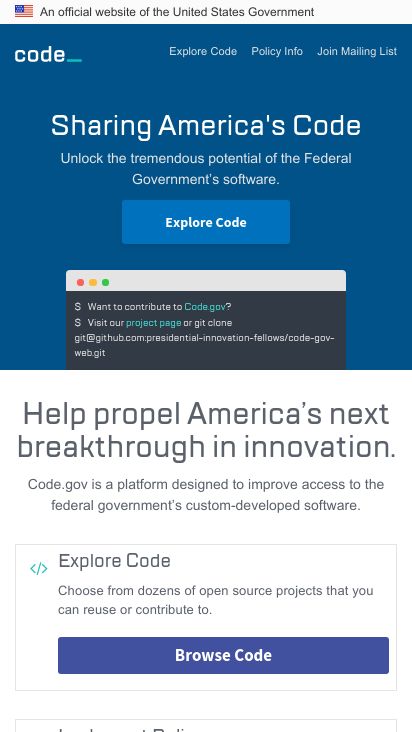 An official website of the United States Government
code_
Explore Code Policy Info Join Mailing List
Sharing America's Code
Unlock the tremendous potential of the Federal
Government's software.
Explore Code
$ Want to contribute to Code.gov?
$ Visit our project page or git clone
git@github.com:presidential-innovation-fellows/code-gov-
web.git
Help propel America's next
breakthrough in innovation.
Code.gov is a platform designed to improve access to the
federal government's custom-developed software.
</> Explore Code
Choose from dozens of open source projects that you
can reuse or contribute to.
Browse Code